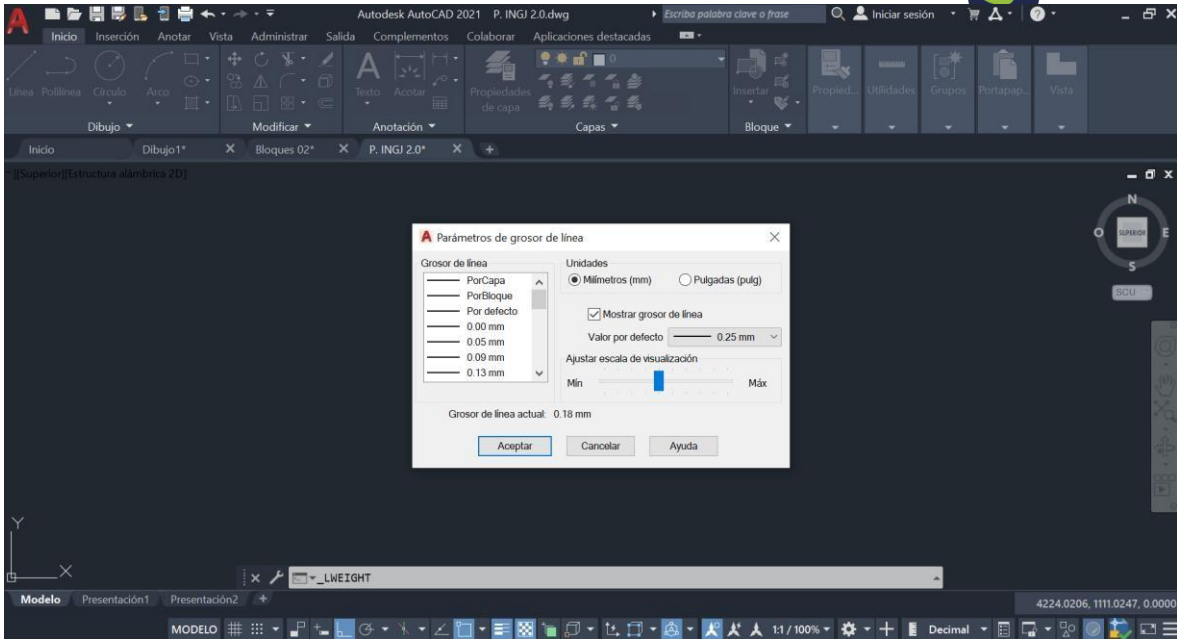 Autodesk AutoCAD 2021 P. INGJ 2.0.dwg
Escriba palabra clave o frase
Iniciar sesión
Inicio Inserción Anotar Vista Administrar Salida Complementos Colaborar Aplicaciones destacadas
0
Línea Polilínea Círculo Arco
Texto Acotar
Propiedades de capa
Insertar
Propied... Utilidades Grupos Portapap... Vista
Dibujo Modificar Anotación Capas Bloque
Inicio Dibujo1* Bloques 02* P. INGJ 2.0*
[Superior][Estructura alámbrica 2D]
N
O SUPERIOR E
S
SCU
Parámetros de grosor de línea
Grosor de línea
PorCapa
PorBloque
Por defecto
0.00 mm
0.05 mm
0.09 mm
0.13 mm
Unidades
Milímetros (mm) Pulgadas (pulg)
Mostrar grosor de línea
Valor por defecto 0.25 mm
Ajustar escala de visualización
Mín Máx
Grosor de línea actual: 0.18 mm
Aceptar Cancelar Ayuda
Y
X
_LWEIGHT
Modelo Presentación1 Presentación2
4224.0206, 1111.0247, 0.0000
MODELO 1:1 / 100% Decimal